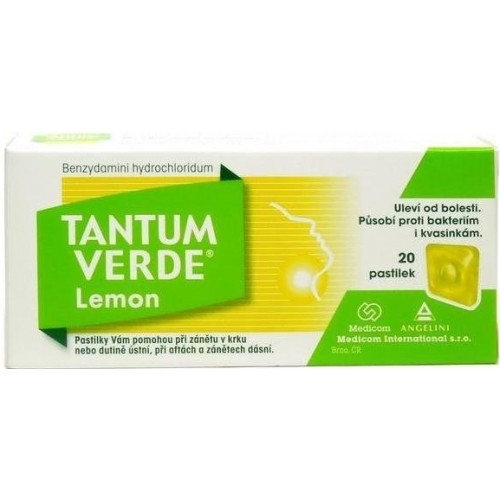 Benzydamini hydrochloridum
TANTUM
VERDE®
Lemon
Pastilky Vám pomohou při zánětu v krku
nebo dutině ústní, při aftách a zánětech dásní.
Uleví od bolesti.
Působí proti bakteriím
i kvasinkám.
20
pastilek
Medicom
ANGELINI
Medicom International s.r.o.
Brno, ČR